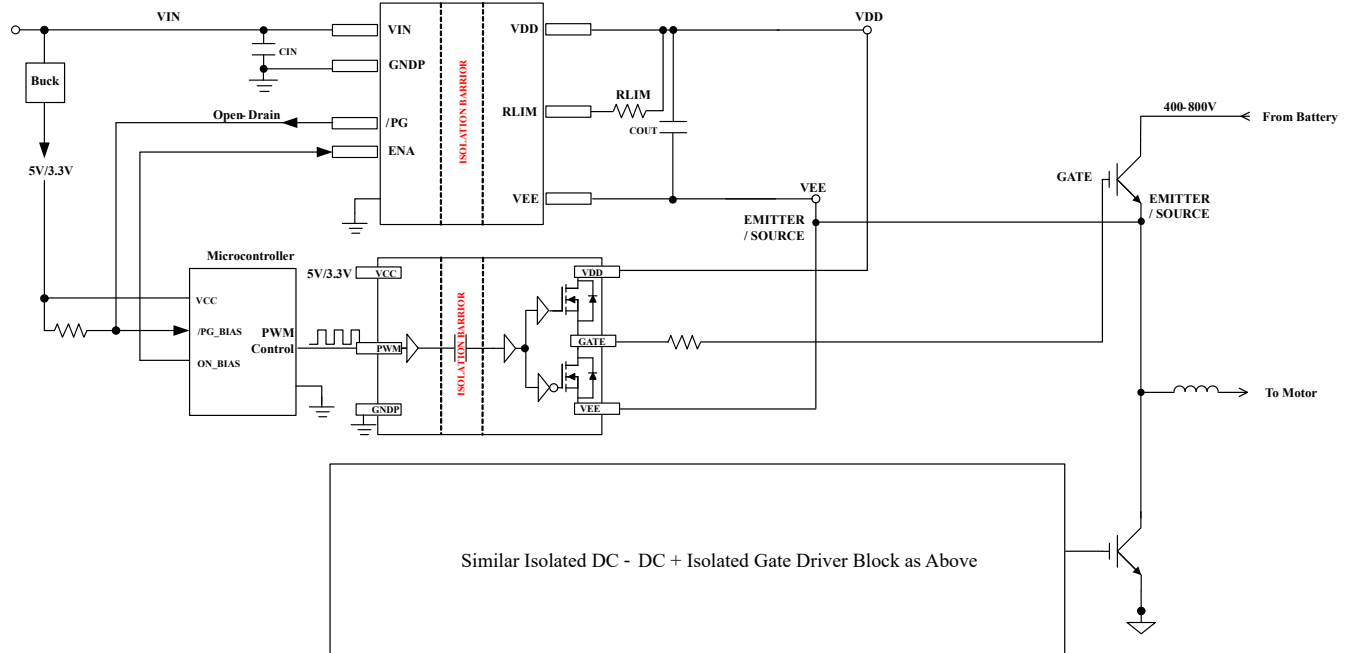 VIN
VIN
CIN
GNDP
Buck
Open-Drain
/PG
ENA
5V/3.3V
ISOLATION BARRIER
VDD
VDD
RLIM
RLIM
COUT
VEE
VEE
EMITTER
/ SOURCE
400-800V
From Battery
GATE
EMITTER
/ SOURCE
Microcontroller
VCC
/PG_BIAS
ON_BIAS
PWM
Control
5V/3.3V
VCC
PWM
GNDP
ISOLATION BARRIER
VDD
GATE
VEE
To Motor
Similar Isolated DC - DC + Isolated Gate Driver Block as Above